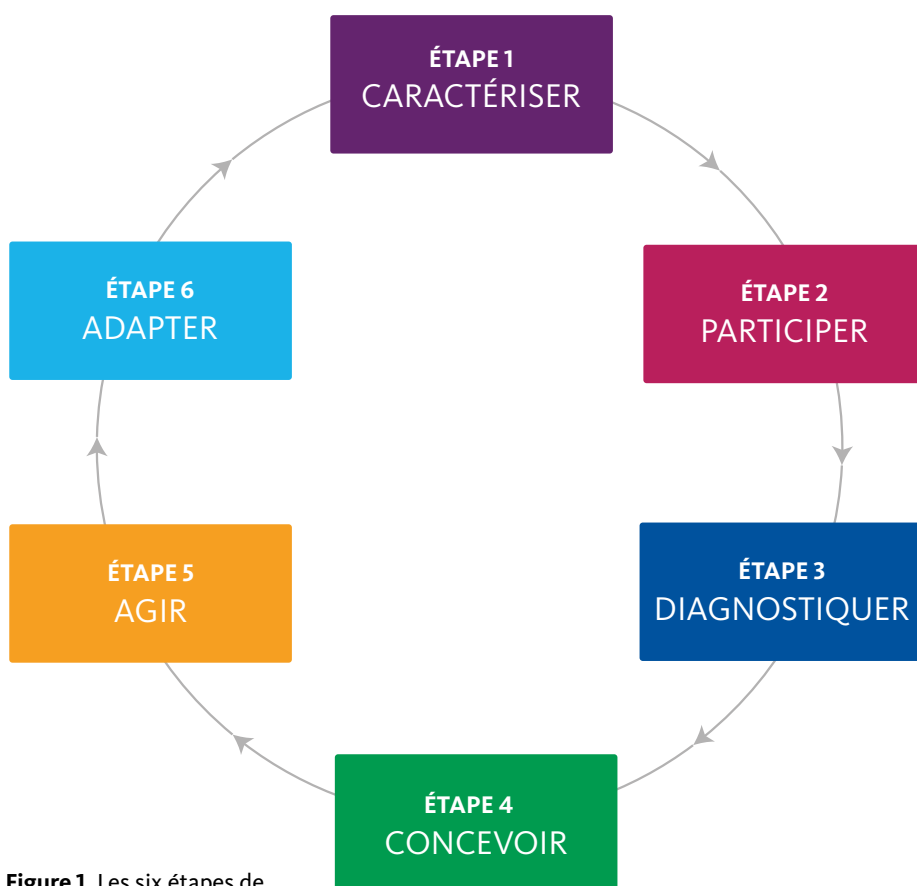 ÉTAPE 1
CARACTÉRISER
ÉTAPE 2
PARTICIPER
ÉTAPE 3
DIAGNOSTIQUER
ÉTAPE 4
CONCEVOIR
ÉTAPE 5
AGIR
ÉTAPE 6
ADAPTER
Figure 1 Les six étapes de